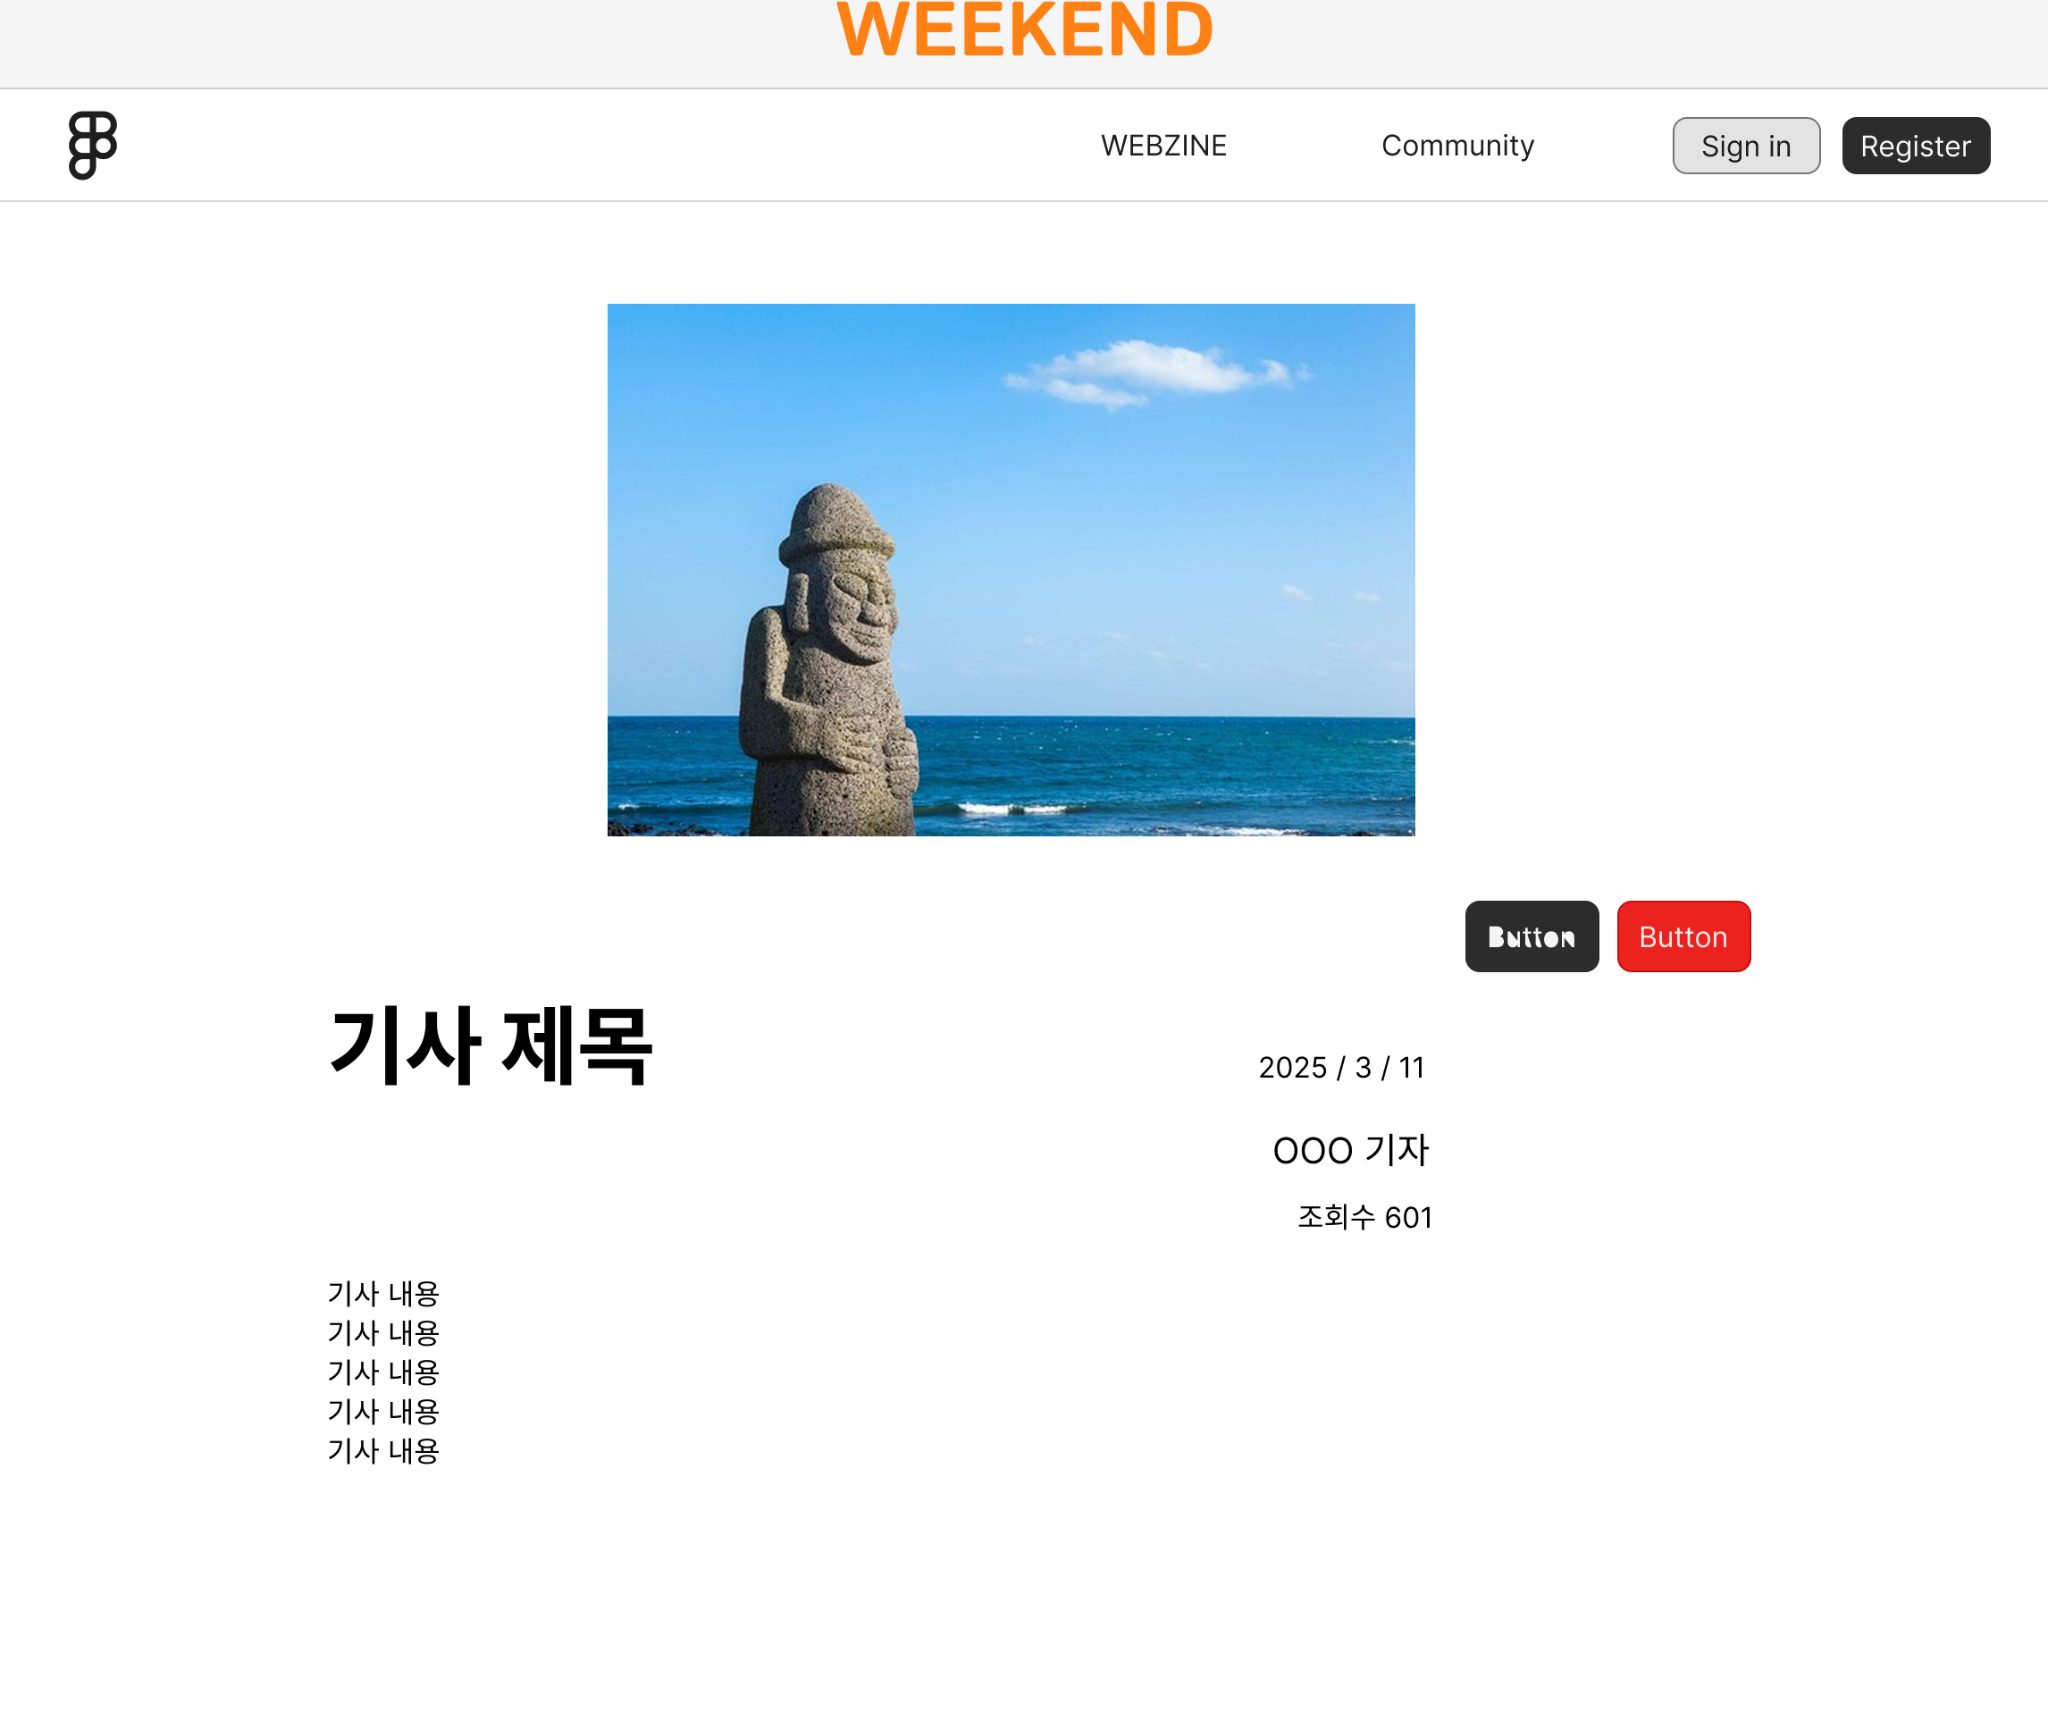 WEEKEND
WEBZINE
Community
Sign in
Register
Button
Button
기사 제목
2025 / 3 / 11
OOO 기자
조회수 601
기사 내용
기사 내용
기사 내용
기사 내용
기사 내용